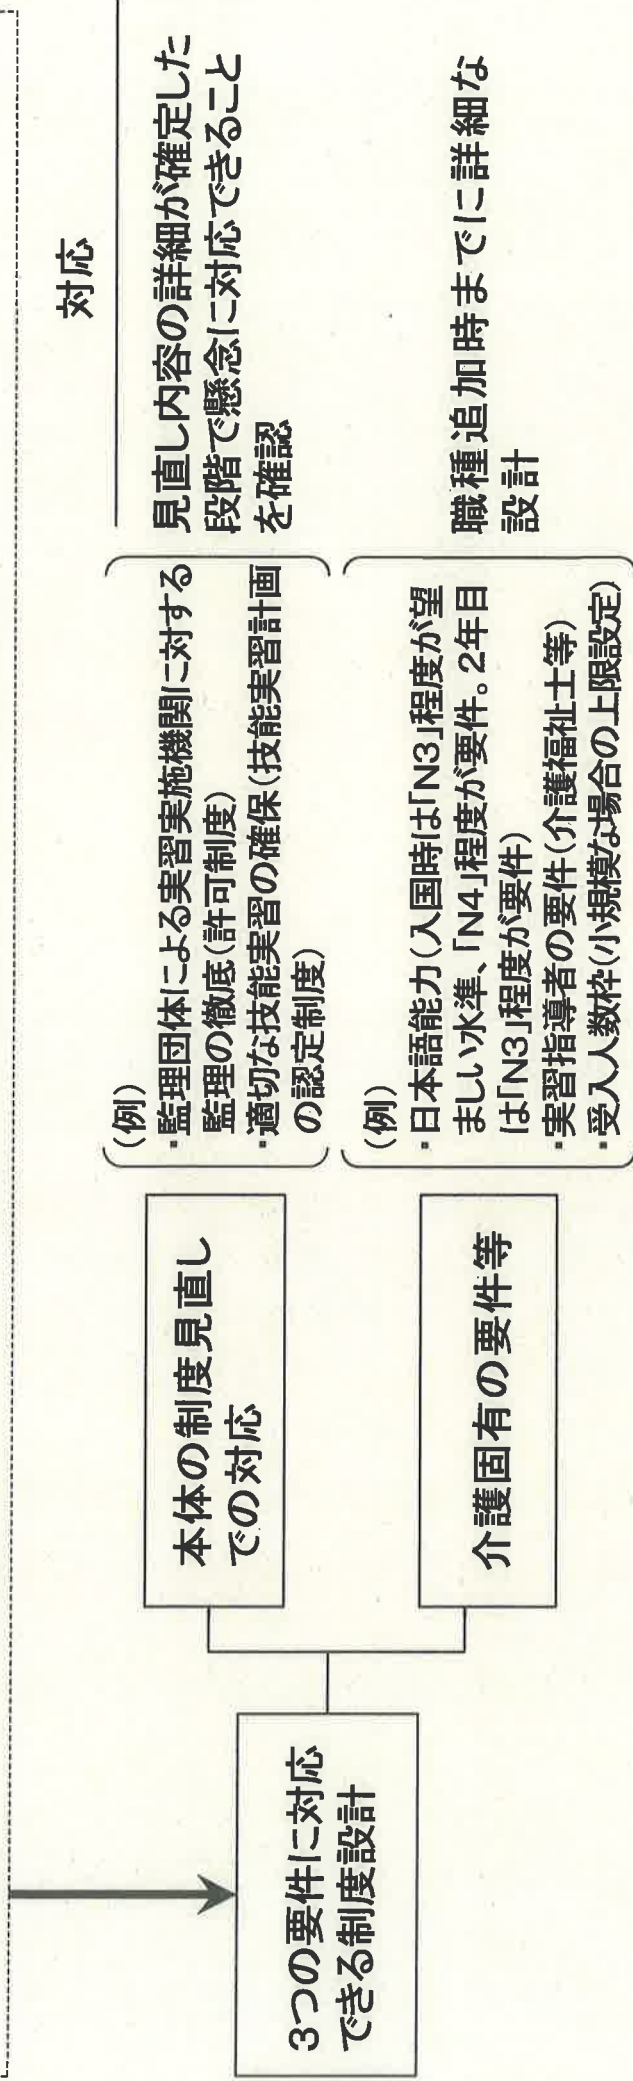 3つの要件に対応
できる制度設計
本体の制度見直し
での対応
(例)
・監理団体による実習実施機関に対する
監理の徹底(許可制度)
・適切な技能実習の確保(技能実習計画
の認定制度)
対応
見直し内容の詳細が確定した
段階で懸念に対応できること
を確認
介護固有の要件等
(例)
・日本語能力(入国時は「N3」程度が望
ましい水準、「N4」程度が要件。2年目
は「N3」程度が要件)
・実習指導者の要件(介護福祉士等)
・受入人数枠(小規模な場合の上限設定)
職種追加時までに詳細な
設計